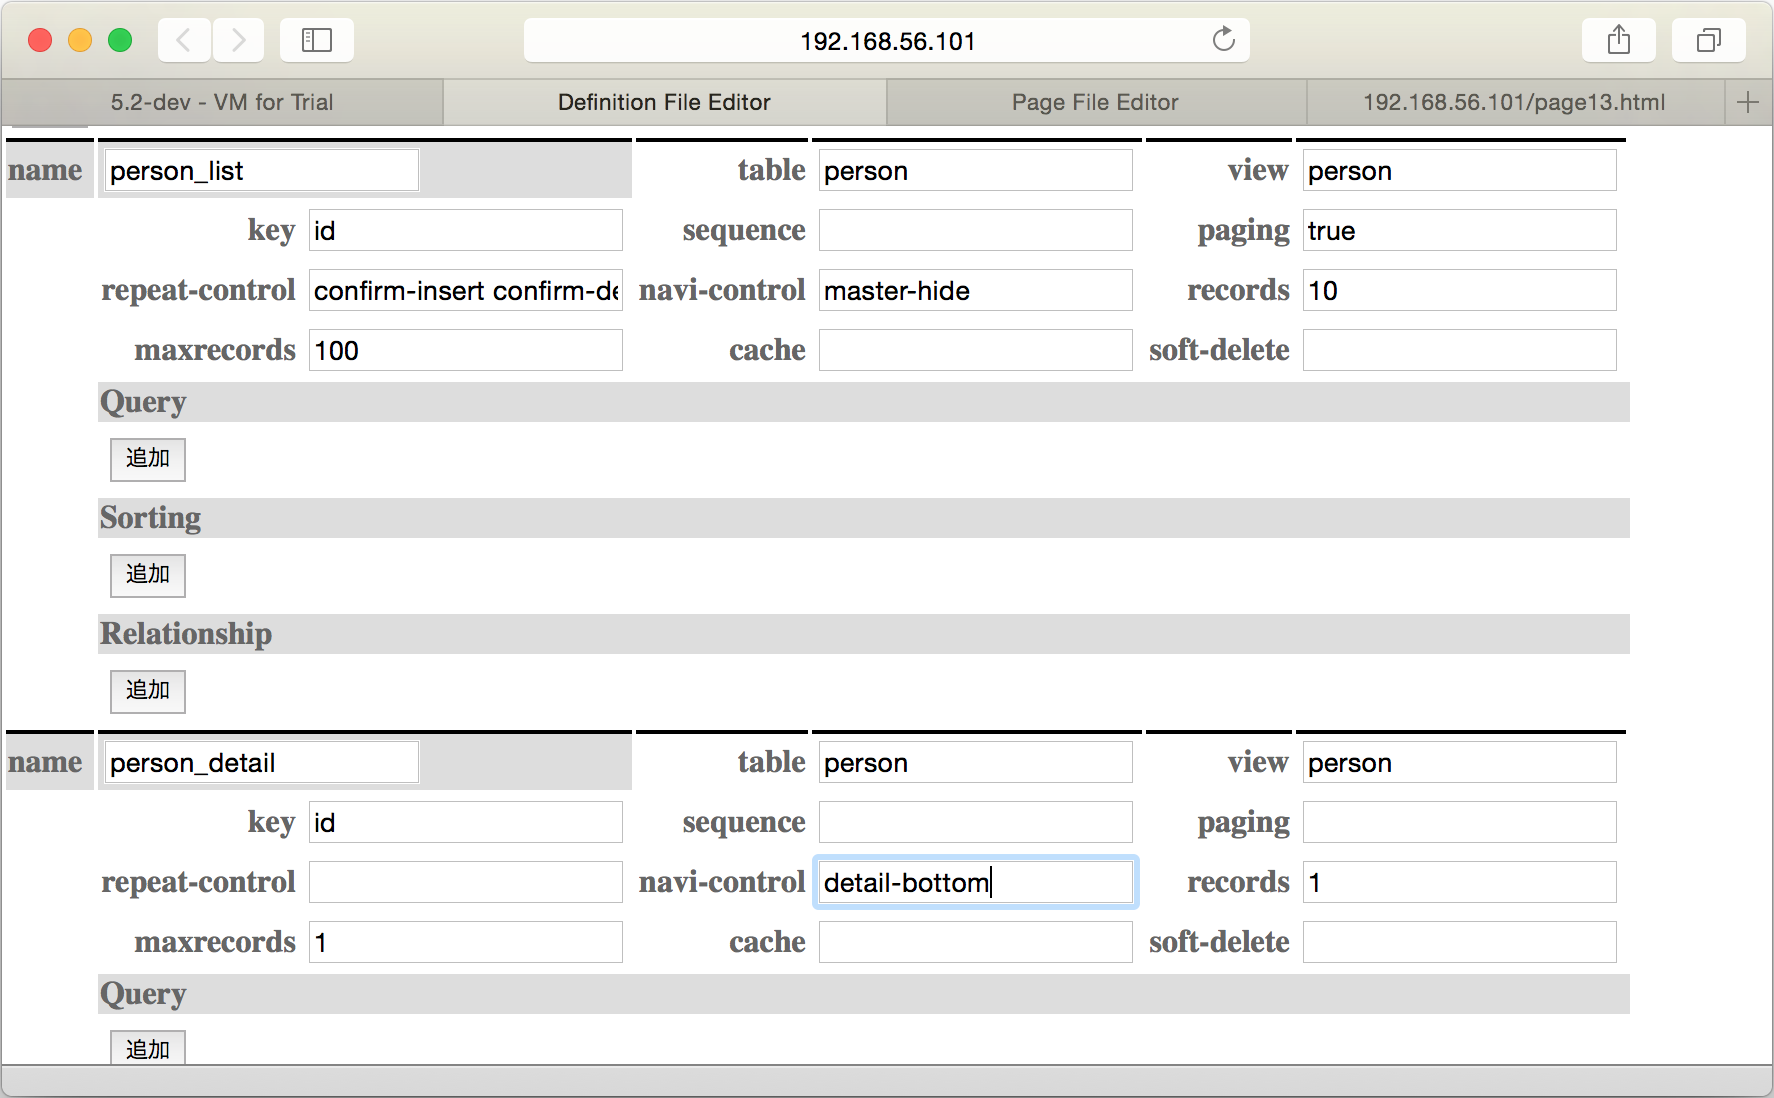 192.168.56.101
5.2-dev - VM for Trial Definition File Editor Page File Editor 192.168.56.101/page13.html
name person_list table person view person
key id sequence paging true
repeat-control confirm-insert confirm-de navi-control master-hide records 10
maxrecords 100 cache soft-delete
Query
追加
Sorting
追加
Relationship
追加
name person_detail table person view person
key id sequence paging
repeat-control navi-control detail-bottom records 1
maxrecords 1 cache soft-delete
Query
追加